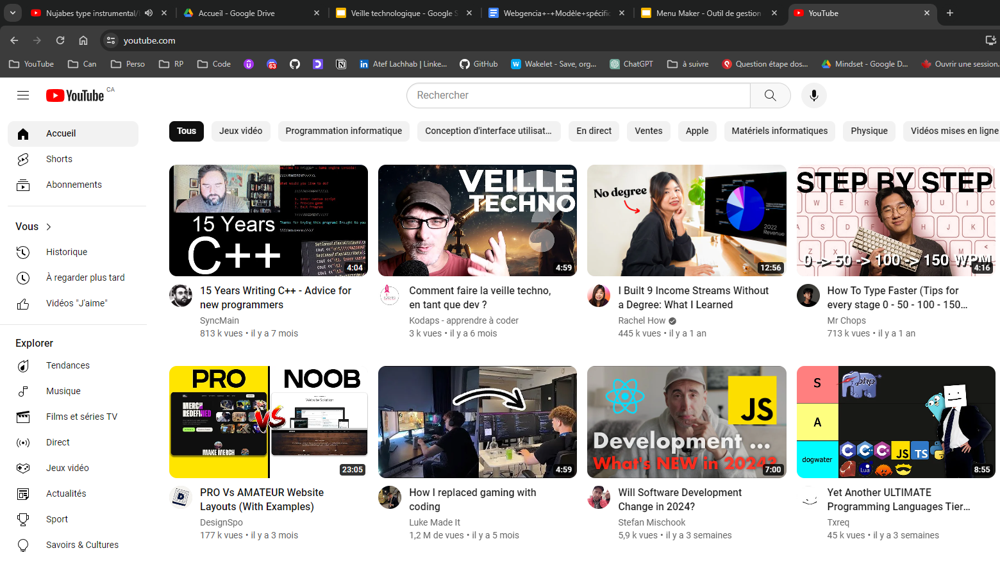 Nujabes type instrumental/
Accueil - Google Drive
Veille technologique - Google S
Webgencia+-+Modèle+spécific
Menu Maker - Outil de gestion
YouTube
youtube.com
YouTube
Can
Perso
RP
Code
63
Atef Lachhab | Linke...
GitHub
Wakelet - Save, org...
ChatGPT
à suivre
Question étape dos...
Mindset - Google D...
Ouvrir une session.
YouTube CA
Rechercher
Accueil
Shorts
Abonnements
Vous
Historique
À regarder plus tard
Vidéos "J'aime"
Explorer
Tendances
Musique
Films et séries TV
Direct
Jeux vidéo
Actualités
Sport
Savoirs & Cultures
Tous
Jeux vidéo
Programmation informatique
Conception d'interface utilisat...
En direct
Ventes
Apple
Matériels informatiques
Physique
Vidéos mises en ligne
15 Years
C++
4:04
15 Years Writing C++ - Advice for
new programmers
SyncMain
813 k vues • il y a 7 mois
VEILLE
TECHNO
?
4:59
Comment faire la veille techno,
en tant que dev ?
Kodaps - apprendre à coder
3 k vues • il y a 6 mois
No degree
2022
Revenue
12:56
I Built 9 Income Streams Without
a Degree: What I Learned
Rachel How
445 k vues • il y a 1 an
STEP BY STEP
0 -> 50 -> 100 -> 150 WPM
4:16
How To Type Faster (Tips for
every stage 0 - 50 - 100 - 150...
Mr Chops
713 k vues • il y a 1 an
PRO
NOOB
MERCH
REDEFINED
VS
Website Solution
MAKE MERCH
23:05
PRO Vs AMATEUR Website
Layouts (With Examples)
DesignSpo
177 k vues • il y a 3 mois
4:59
How I replaced gaming with
coding
Luke Made It
1,2 M de vues • il y a 5 mois
JS
Development ...
What's NEW in 2024?
7:00
Will Software Development
Change in 2024?
Stefan Mischook
5,9 k vues • il y a 3 semaines
S
php
A
dogwater
C
C++
C
JS
TS
Lua
8:55
Yet Another ULTIMATE
Programming Languages Tier...
Txreq
45 k vues • il y a 3 semaines